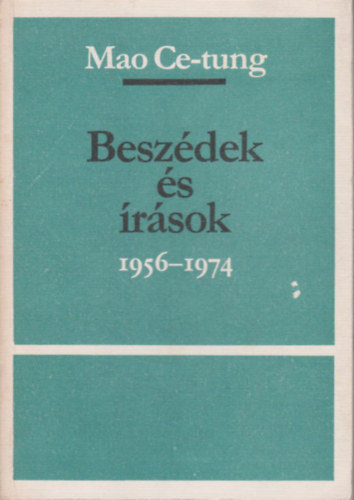 Mao Ce-tung
Beszédek
és
írások
1956–1974